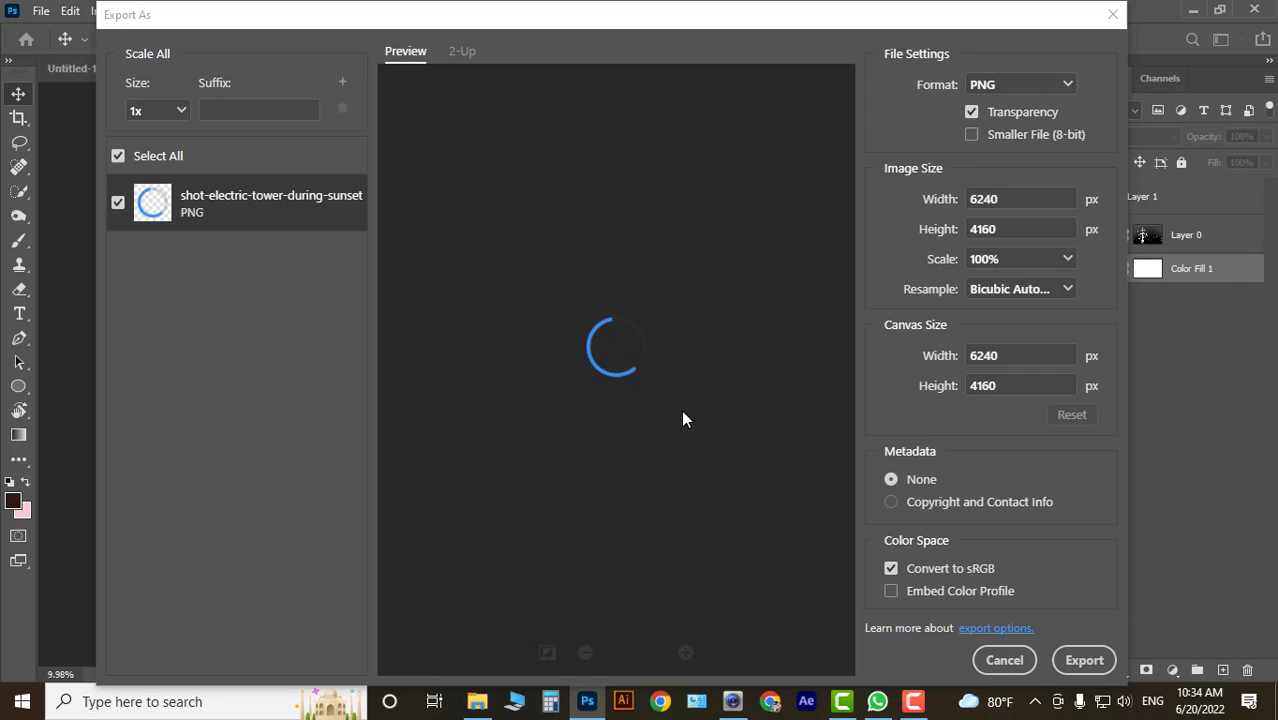 Export As
Ps File Edit
Scale All
Size: Suffix:
1x
Select All
shot-electric-tower-during-sunset
PNG
Preview 2-Up
File Settings
Format: PNG
Transparency
Smaller File (8-bit)
Image Size
Width: 6240 px
Height: 4160 px
Scale: 100%
Resample: Bicubic Auto...
Canvas Size
Width: 6240 px
Height: 4160 px
Reset
Metadata
None
Copyright and Contact Info
Color Space
Convert to sRGB
Embed Color Profile
Learn more about export options.
Cancel Export
Untitled-1
9.98%
Channels
Opacity: 100%
Fill: 100%
Layer 1
Layer 0
Color Fill 1
Type here to search
Ps Ai Ae
80°F
ENG
10:34 AM
6/20/2022